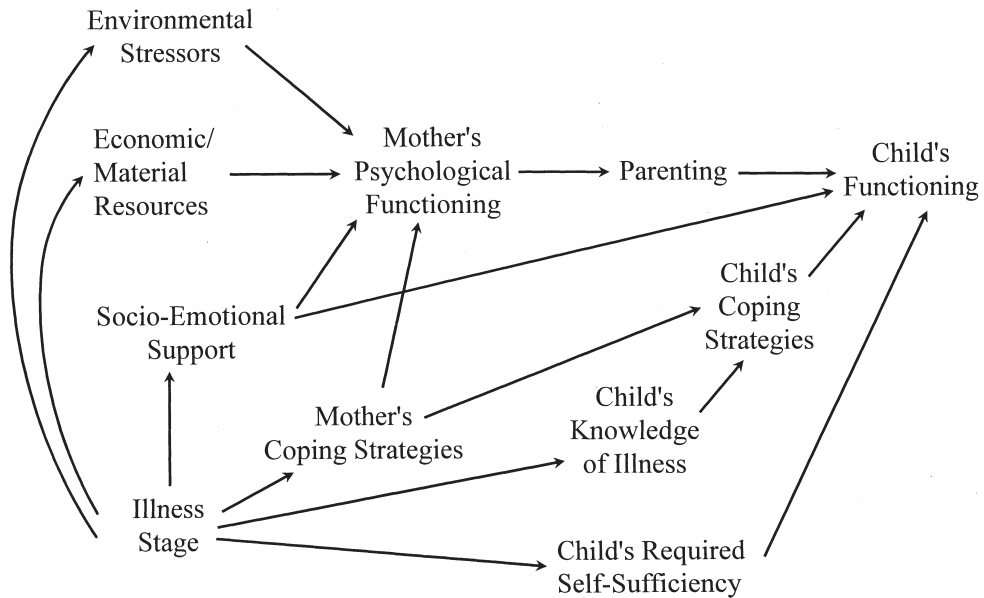 Environmental
Stressors
Economic/
Material
Resources
Mother's
Psychological
Functioning
Parenting
Child's
Functioning
Socio-Emotional
Support
Child's
Coping
Strategies
Mother's
Coping Strategies
Child's
Knowledge
of Illness
Illness
Stage
Child's Required
Self-Sufficiency